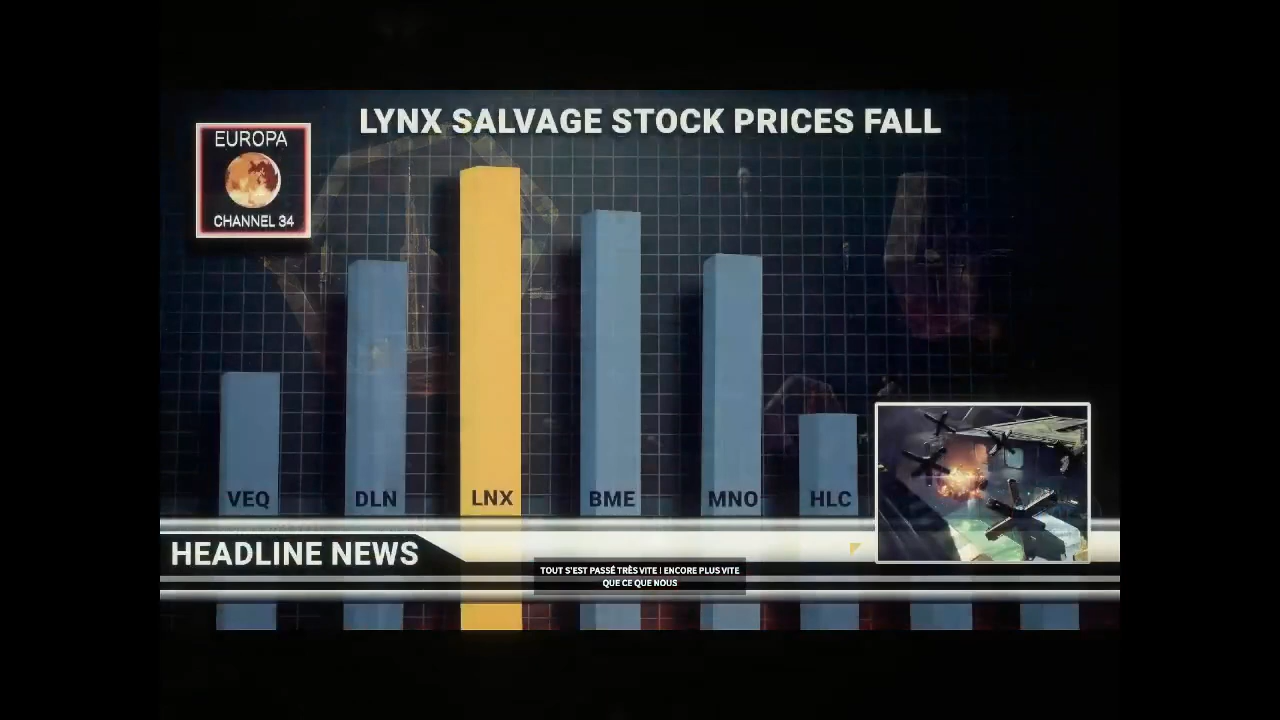 LYNX SALVAGE STOCK PRICES FALL
EUROPA
CHANNEL 34
VEQ
DLN
LNX
BME
MNO
HLC
HEADLINE NEWS
TOUT S'EST PASSÉ TRÈS VITE ! ENCORE PLUS VITE
QUE CE QUE NOUS